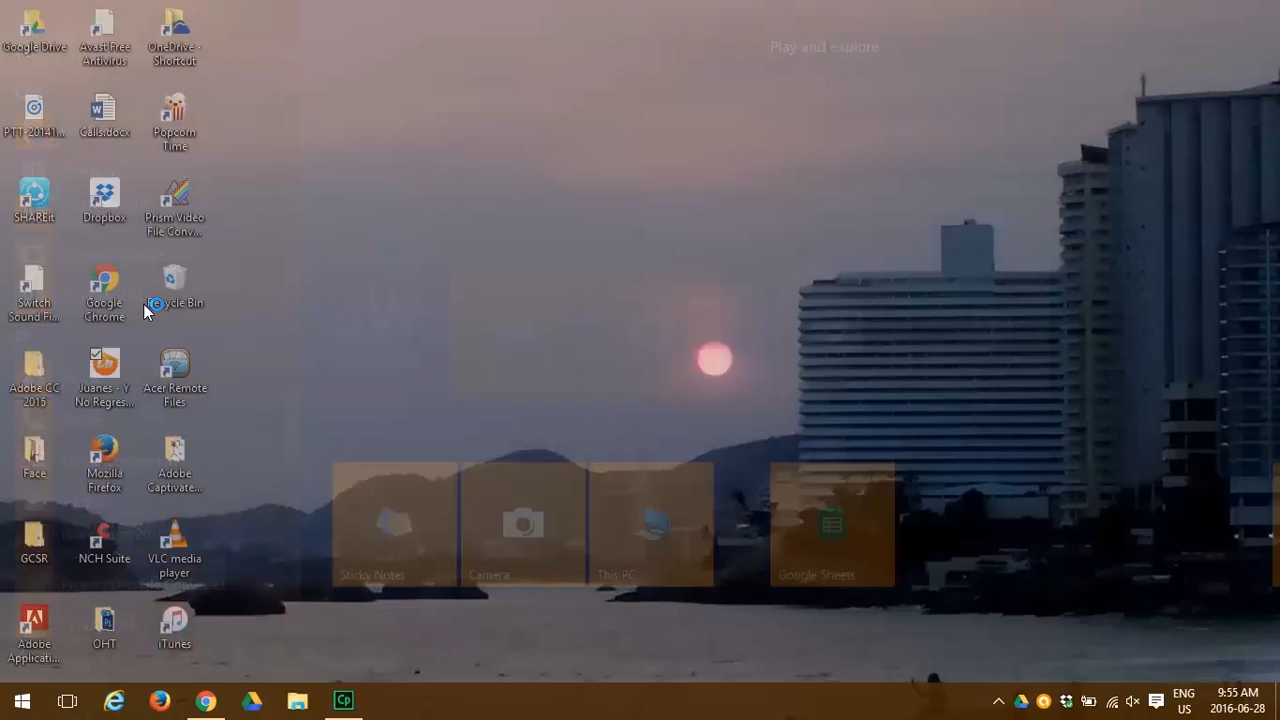 Google Drive
Avast Free
Antivirus
OneDrive -
Shortcut
Play and explore
PTT-20141...
Calls.docx
Popcorn
Time
SHAREit
Dropbox
Prism Video
File Conv...
Switch
Sound Fi...
Google
Chrome
Recycle Bin
Adobe CC
2015
Juanes - Y
No Regres...
Acer Remote
Files
Face
Mozilla
Firefox
Adobe
Captivate...
GCSR
NCH Suite
VLC media
player
Sticky Notes
Camera
This PC
Google Sheets
Adobe
Applicati...
OHT
iTunes
Cp
ENG
US
9:55 AM
2016-06-28